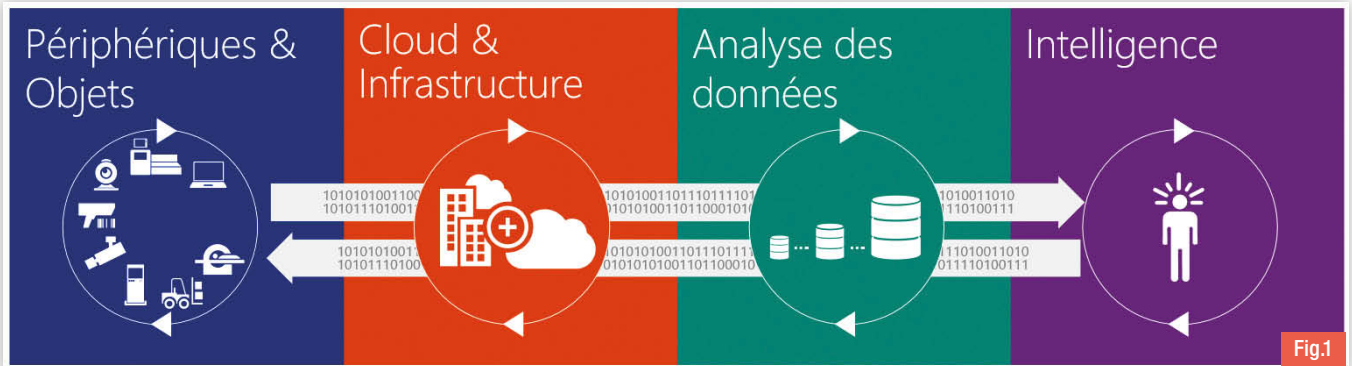 Périphériques &
Objets
Cloud &
Infrastructure
Analyse des
données
Intelligence
Fig.1